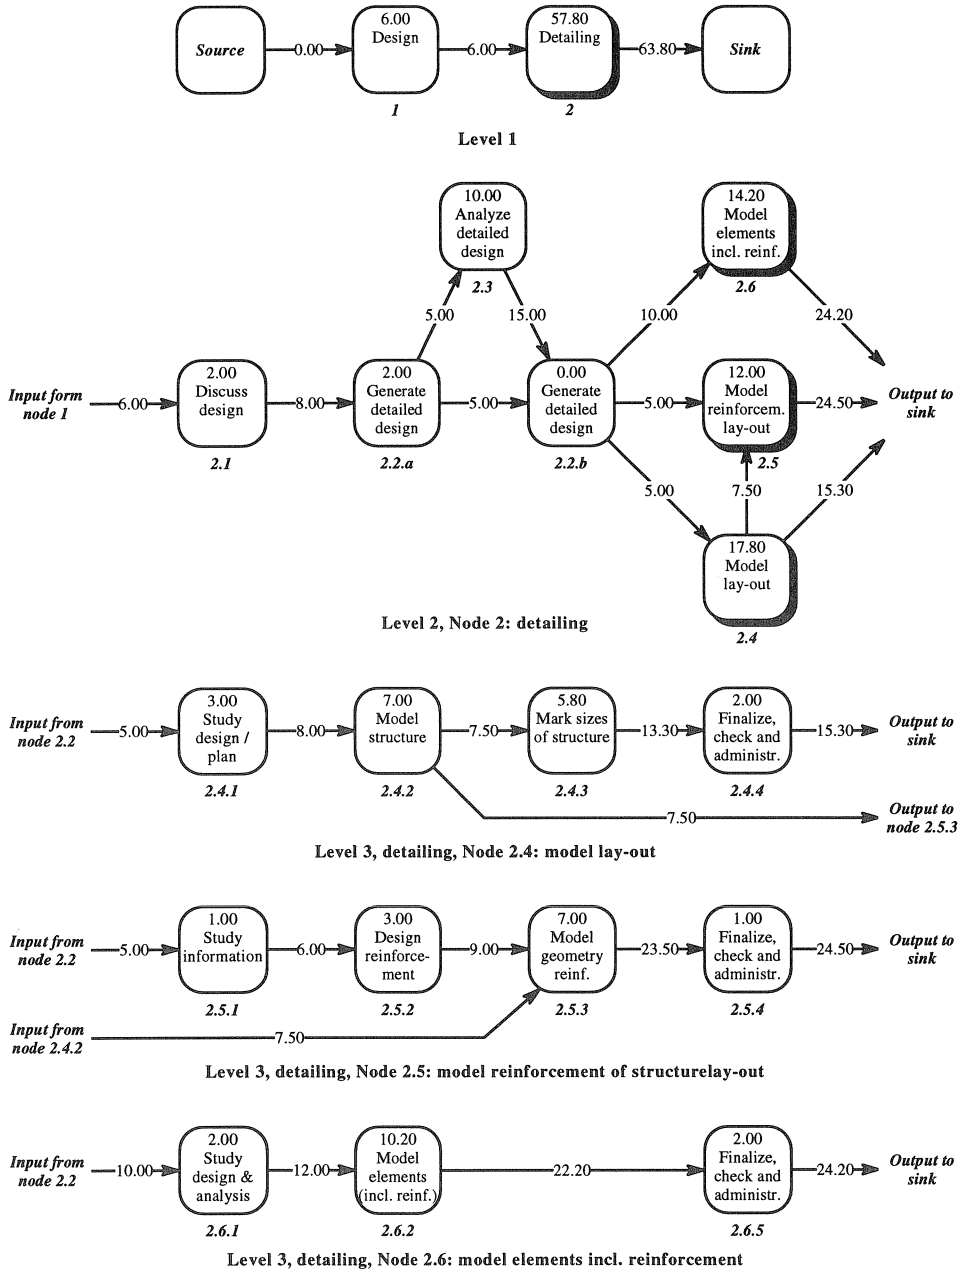 6.00
Design
57.80
Detailing
Source
0.00
6.00
63.80
Sink
1
2
Level 1
10.00
Analyze
detailed
design
2.3
14.20
Model
elements
incl. reinf.
2.6
5.00
15.00
10.00
24.20
Input form
node 1
6.00
2.00
Discuss
design
2.1
8.00
2.00
Generate
detailed
design
2.2.a
5.00
0.00
Generate
detailed
design
2.2.b
5.00
12.00
Model
reinforcem.
lay-out
2.5
24.50
Output to
sink
5.00
7.50
15.30
17.80
Model
lay-out
2.4
Level 2, Node 2: detailing
Input from
node 2.2
5.00
3.00
Study
design /
plan
2.4.1
8.00
7.00
Model
structure
2.4.2
7.50
5.80
Mark sizes
of structure
2.4.3
13.30
2.00
Finalize,
check and
administr.
2.4.4
15.30
Output to
sink
7.50
Output to
node 2.5.3
Level 3, detailing, Node 2.4: model lay-out
Input from
node 2.2
5.00
1.00
Study
information
2.5.1
6.00
3.00
Design
reinforce-
ment
2.5.2
9.00
7.00
Model
geometry
reinf.
2.5.3
23.50
1.00
Finalize,
check and
administr.
2.5.4
24.50
Output to
sink
Input from
node 2.4.2
7.50
Level 3, detailing, Node 2.5: model reinforcement of structurelay-out
Input from
node 2.2
10.00
2.00
Study
design &
analysis
2.6.1
12.00
10.20
Model
elements
(incl. reinf.)
2.6.2
22.20
2.00
Finalize,
check and
administr.
2.6.5
24.20
Output to
sink
Level 3, detailing, Node 2.6: model elements incl. reinforcement